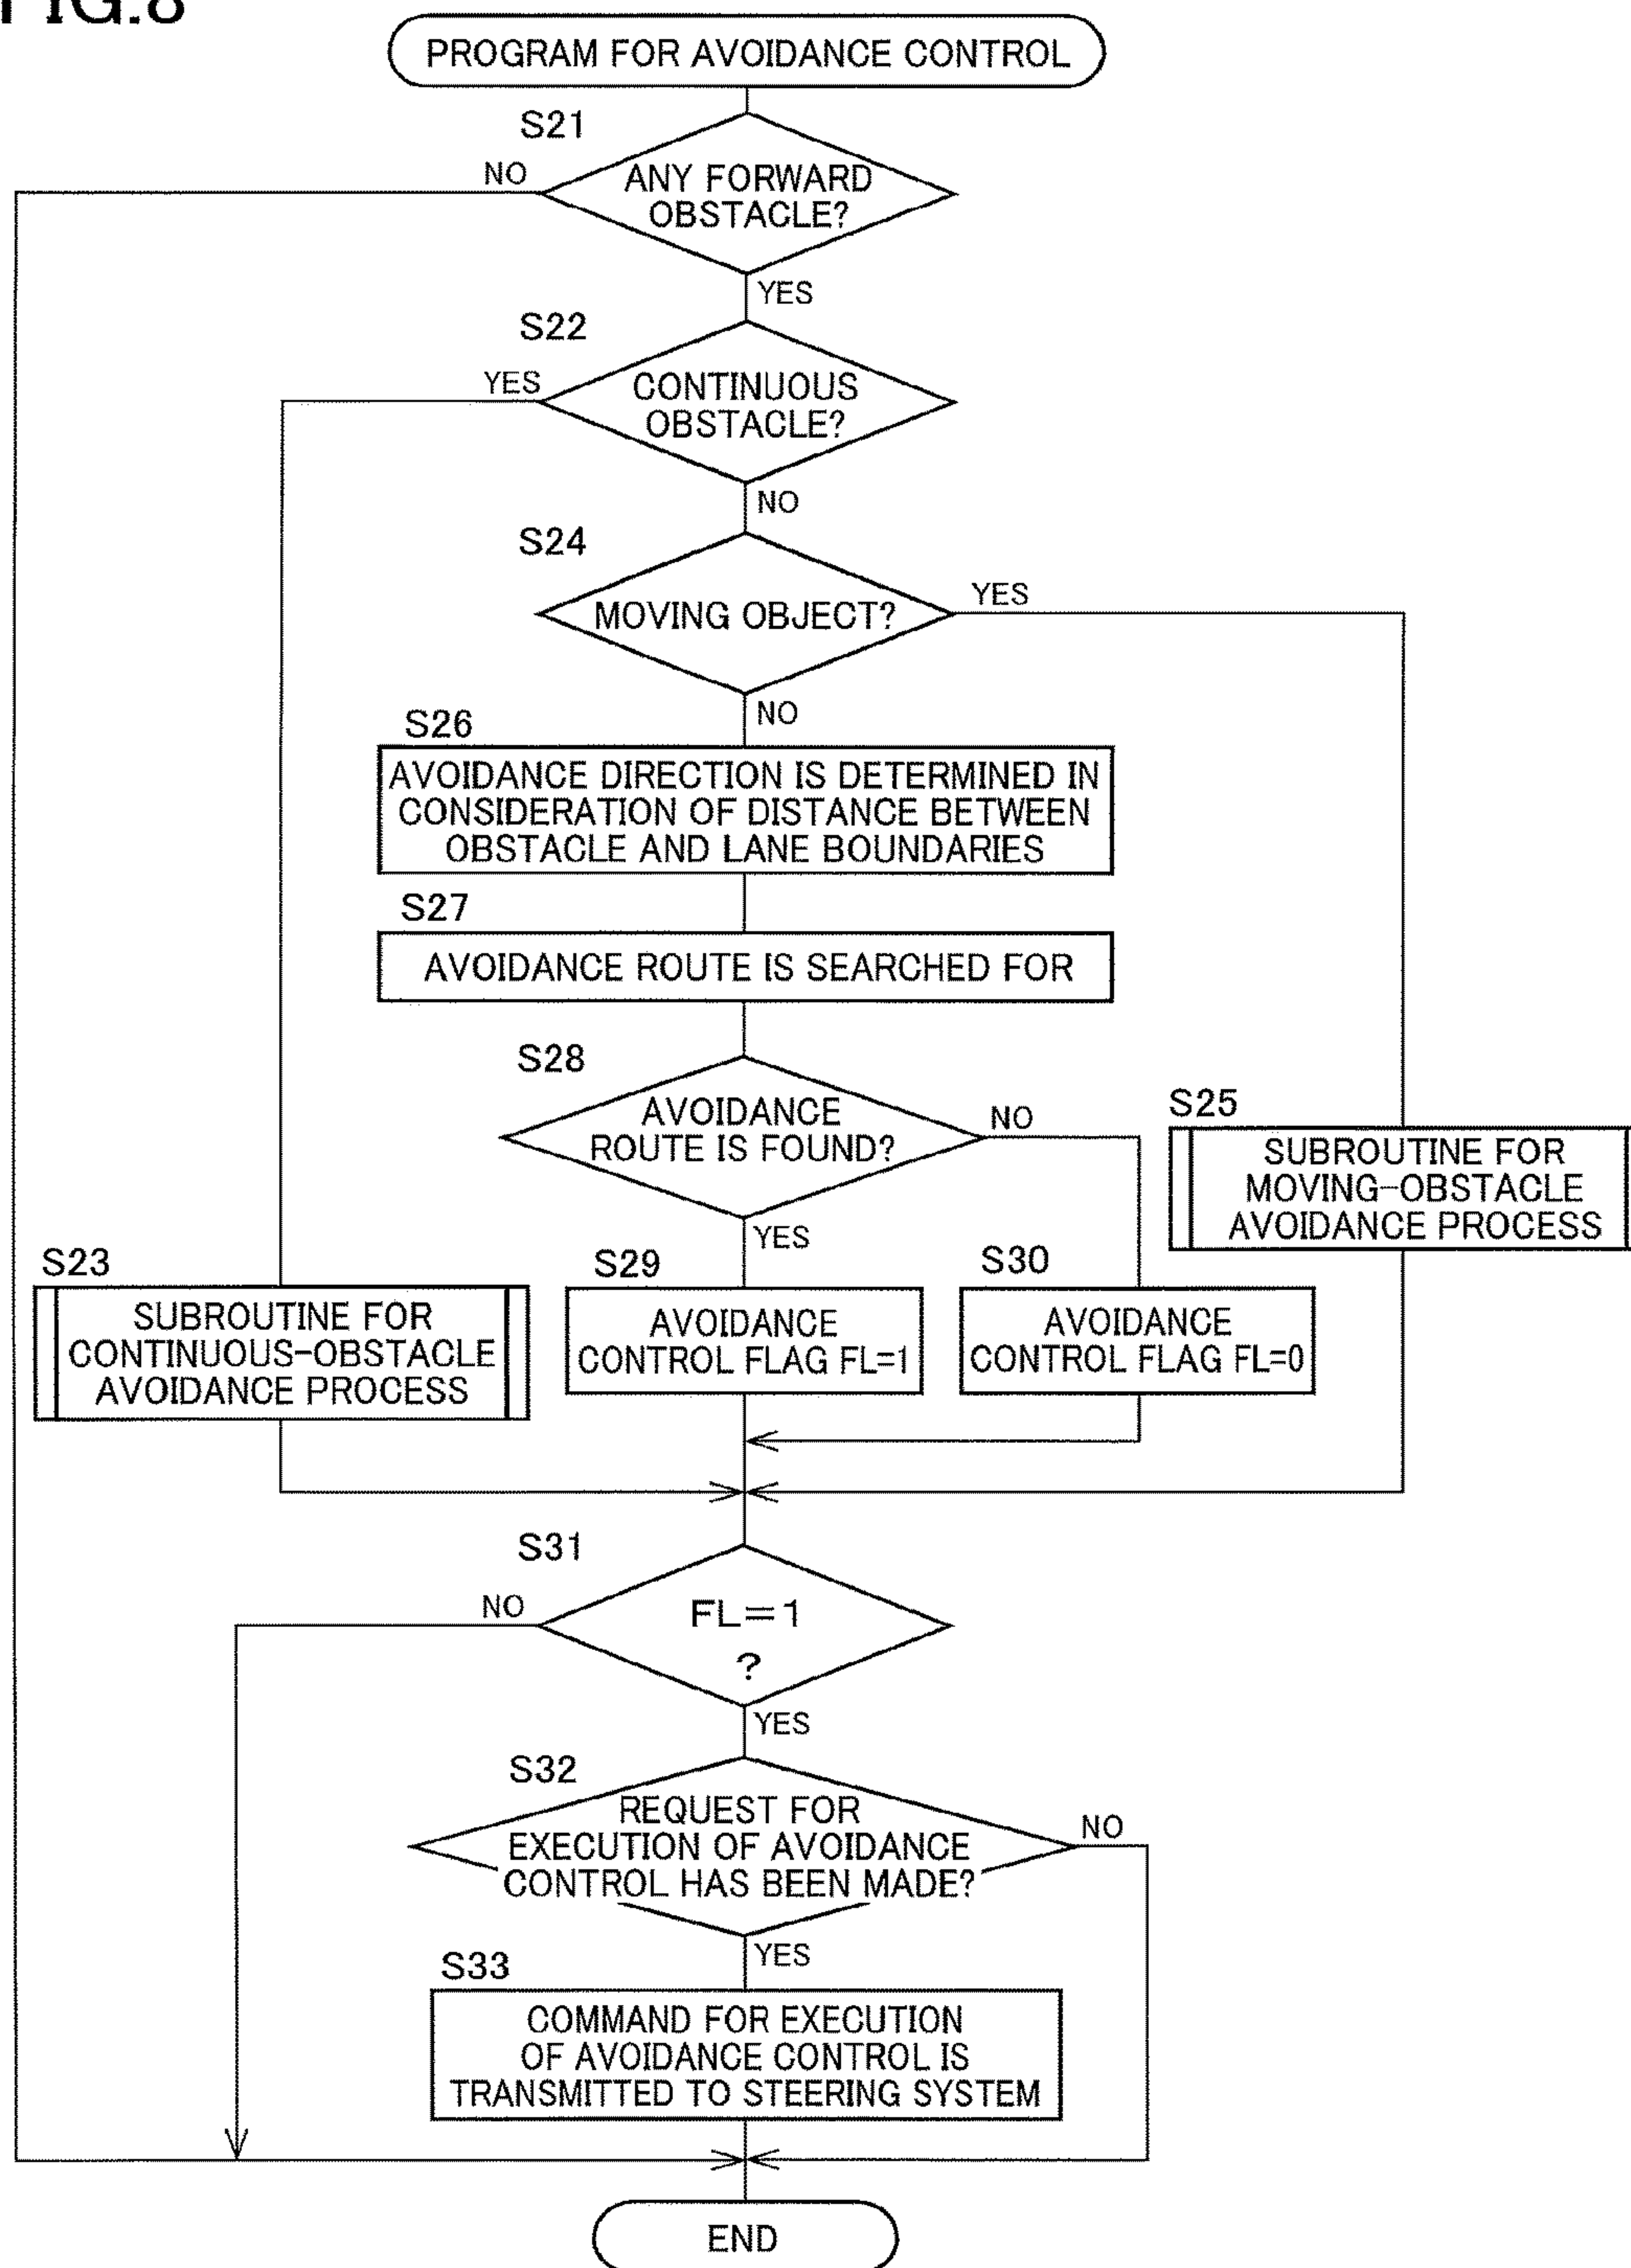 FIG.8
PROGRAM FOR AVOIDANCE CONTROL
S21
NO
ANY FORWARD
OBSTACLE?
YES
S22
YES
CONTINUOUS
OBSTACLE?
NO
S24
MOVING OBJECT?
YES
NO
S26
AVOIDANCE DIRECTION IS DETERMINED IN
CONSIDERATION OF DISTANCE BETWEEN
OBSTACLE AND LANE BOUNDARIES
S27
AVOIDANCE ROUTE IS SEARCHED FOR
S28
AVOIDANCE
ROUTE IS FOUND?
NO
YES
S25
SUBROUTINE FOR
MOVING-OBSTACLE
AVOIDANCE PROCESS
S23
SUBROUTINE FOR
CONTINUOUS-OBSTACLE
AVOIDANCE PROCESS
S29
AVOIDANCE
CONTROL FLAG FL=1
S30
AVOIDANCE
CONTROL FLAG FL=0
S31
NO
FL=1
?
YES
S32
REQUEST FOR
EXECUTION OF AVOIDANCE
CONTROL HAS BEEN MADE?
NO
YES
S33
COMMAND FOR EXECUTION
OF AVOIDANCE CONTROL IS
TRANSMITTED TO STEERING SYSTEM
END